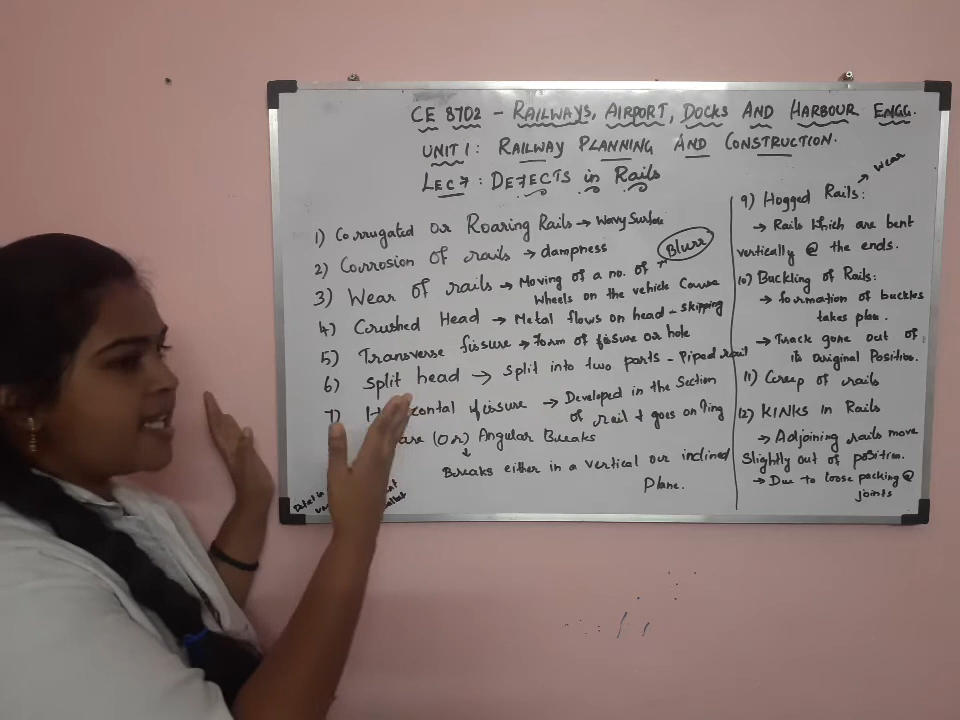 CE 8702 - RAILWAYS, AIRPORT, DOCKS AND HARBOUR ENGG.
UNIT 1: RAILWAY PLANNING AND CONSTRUCTION.
LEC 7: DEFECTS in Rails
1) Corrugated or Roaring Rails → Wavy Surface
2) Corrosion Of rails → dampness
Blurr
3) Wear Of rails → Moving of a no. of
Wheels on the vehicle Cause
4) Crushed Head → Metal flows on head - skipping
5) Transverse fissure → Form of fissure or hole
6) Split head → Split into two parts - Piped rail
7) fissure → Developed in the Section
of rail & goes on
(OR) Angular Breaks
↓
Breaks either in a vertical or inclined
Plane.
9) Hogged Rails: → Wear
→ Rails which are bent
vertically @ the ends.
10) Buckling of Rails:
→ formation of buckles
takes plan.
→ Track gone out of
its Original Position.
11) Creep of rails
12) KINKS in Rails
→ Adjoining rails move
Slightly out of position.
→ Due to loose packing @
joints